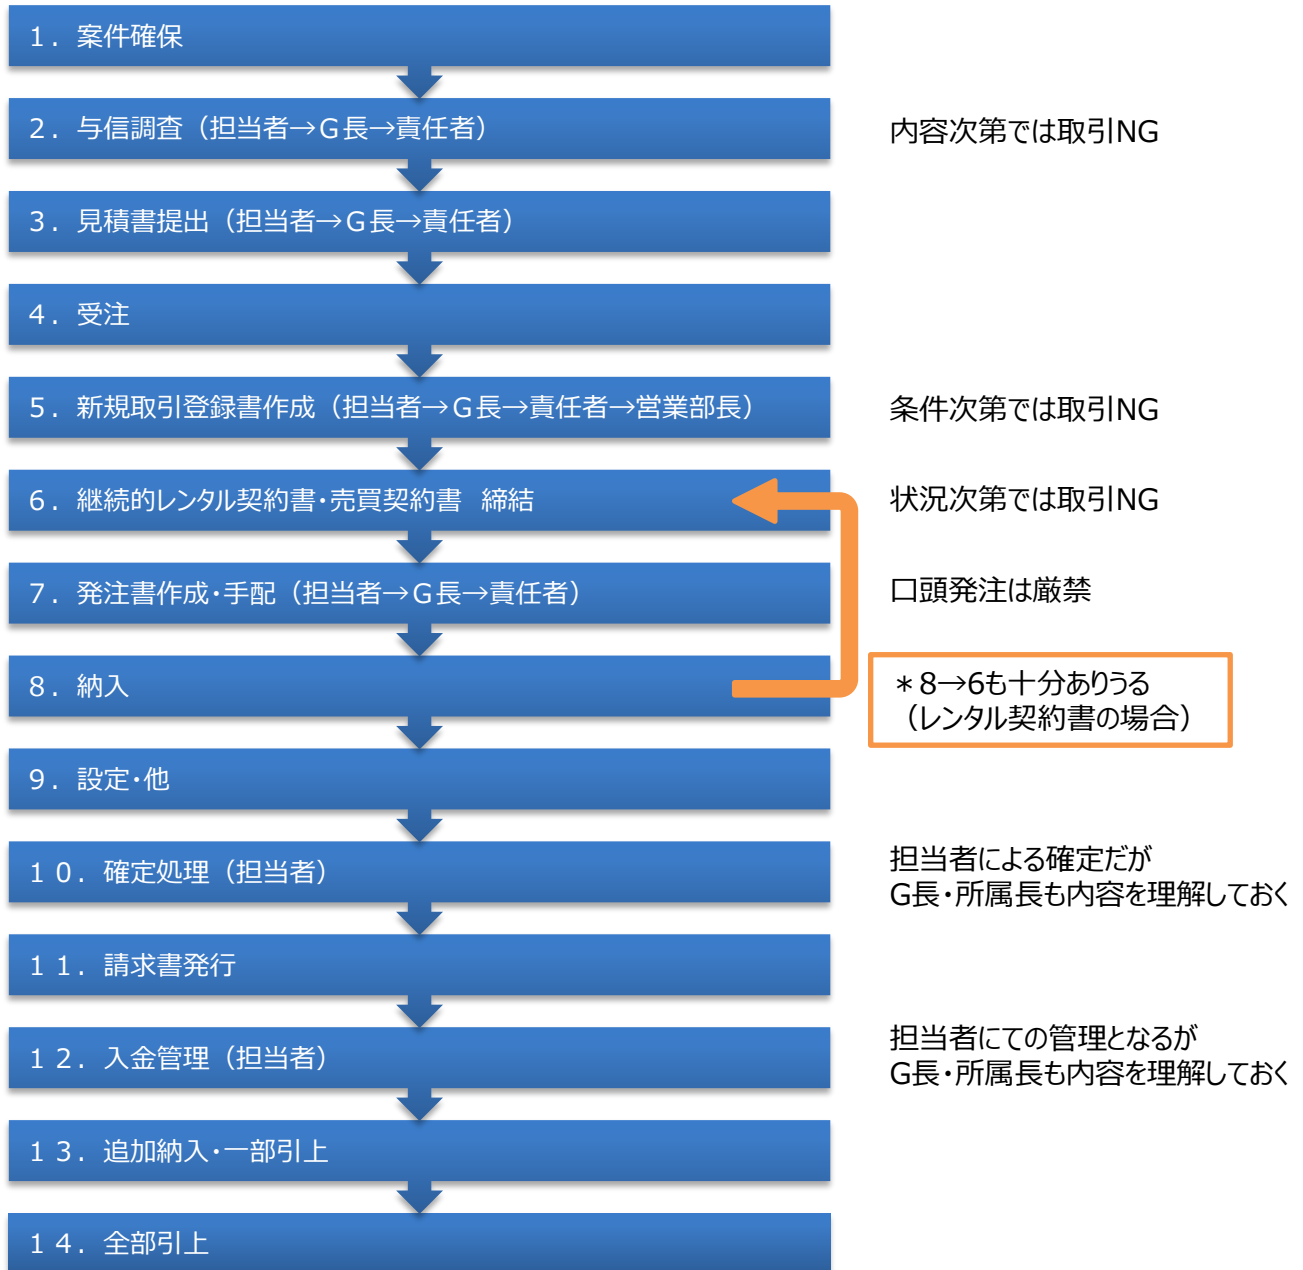 １．案件確保
２．与信調査（担当者→Ｇ長→責任者）
内容次第では取引NG
３．見積書提出（担当者→Ｇ長→責任者）
４．受注
５．新規取引登録書作成（担当者→Ｇ長→責任者→営業部長）
条件次第では取引NG
６．継続的レンタル契約書・売買契約書　締結
状況次第では取引NG
７．発注書作成・手配（担当者→Ｇ長→責任者）
口頭発注は厳禁
８．納入
＊8→6も十分ありうる
（レンタル契約書の場合）
９．設定・他
１０．確定処理（担当者）
担当者による確定だが
G長・所属長も内容を理解しておく
１１．請求書発行
１２．入金管理（担当者）
担当者にての管理となるが
G長・所属長も内容を理解しておく
１３．追加納入・一部引上
１４．全部引上